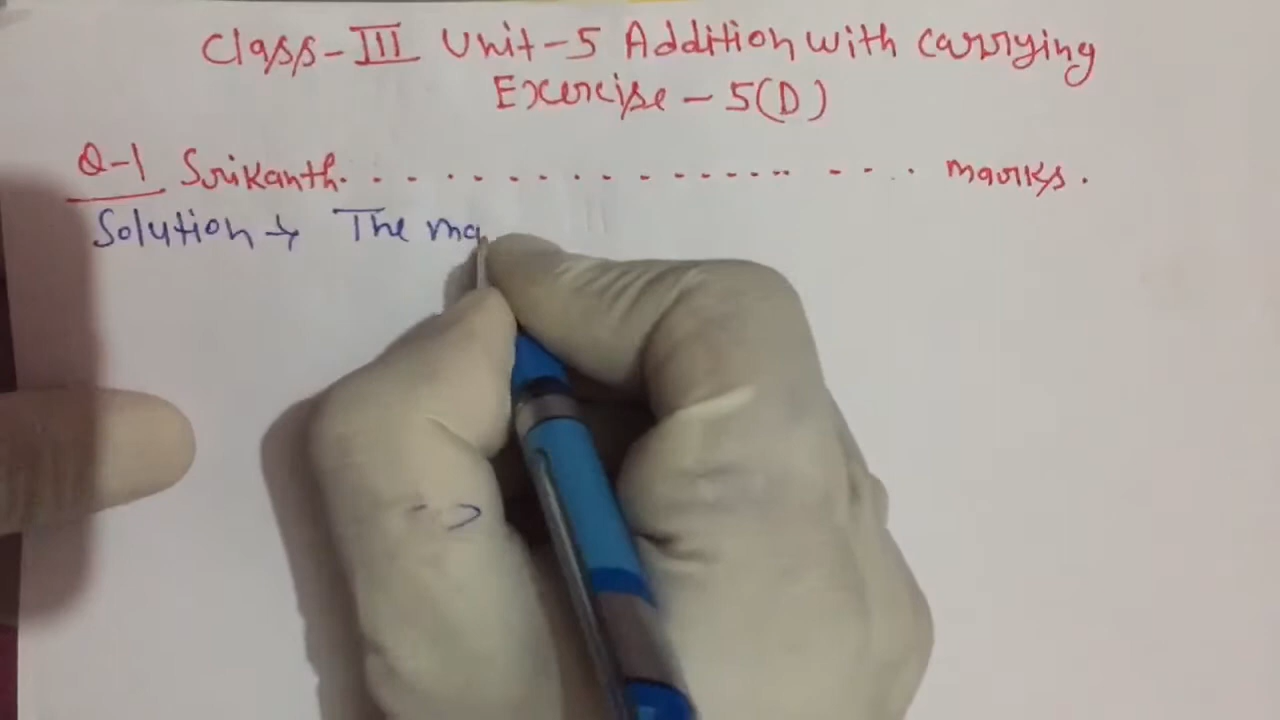 Class-III Unit-5 Addition with carrying
Exercise - 5(D)
Q-1 Srikanth. . . . . . . . . . . . . . . . . . . marks.
Solution → The ma